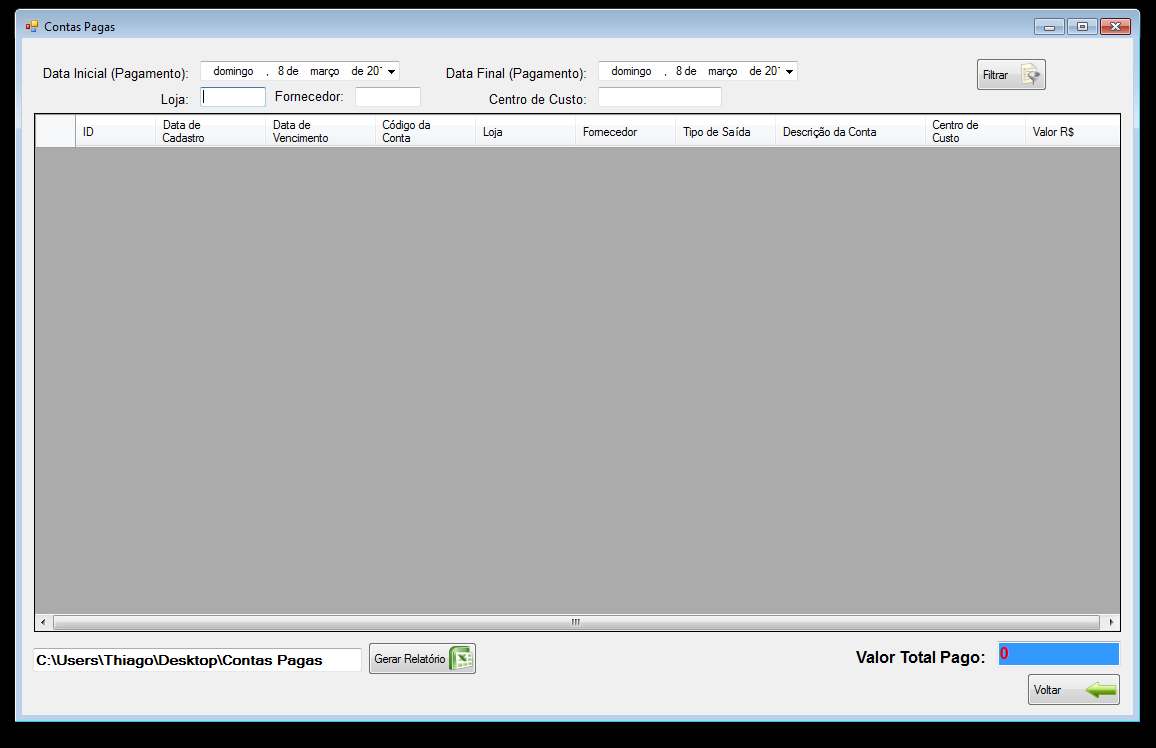 Contas Pagas
Data Inicial (Pagamento): domingo , 8 de março de 20
Data Final (Pagamento): domingo , 8 de março de 20
Filtrar
Loja:
Fornecedor:
Centro de Custo:
ID
Data de
Cadastro
Data de
Vencimento
Código da
Conta
Loja
Fornecedor
Tipo de Saída
Descrição da Conta
Centro de
Custo
Valor R$
C:\Users\Thiago\Desktop\Contas Pagas
Gerar Relatório
Valor Total Pago: 0
Voltar